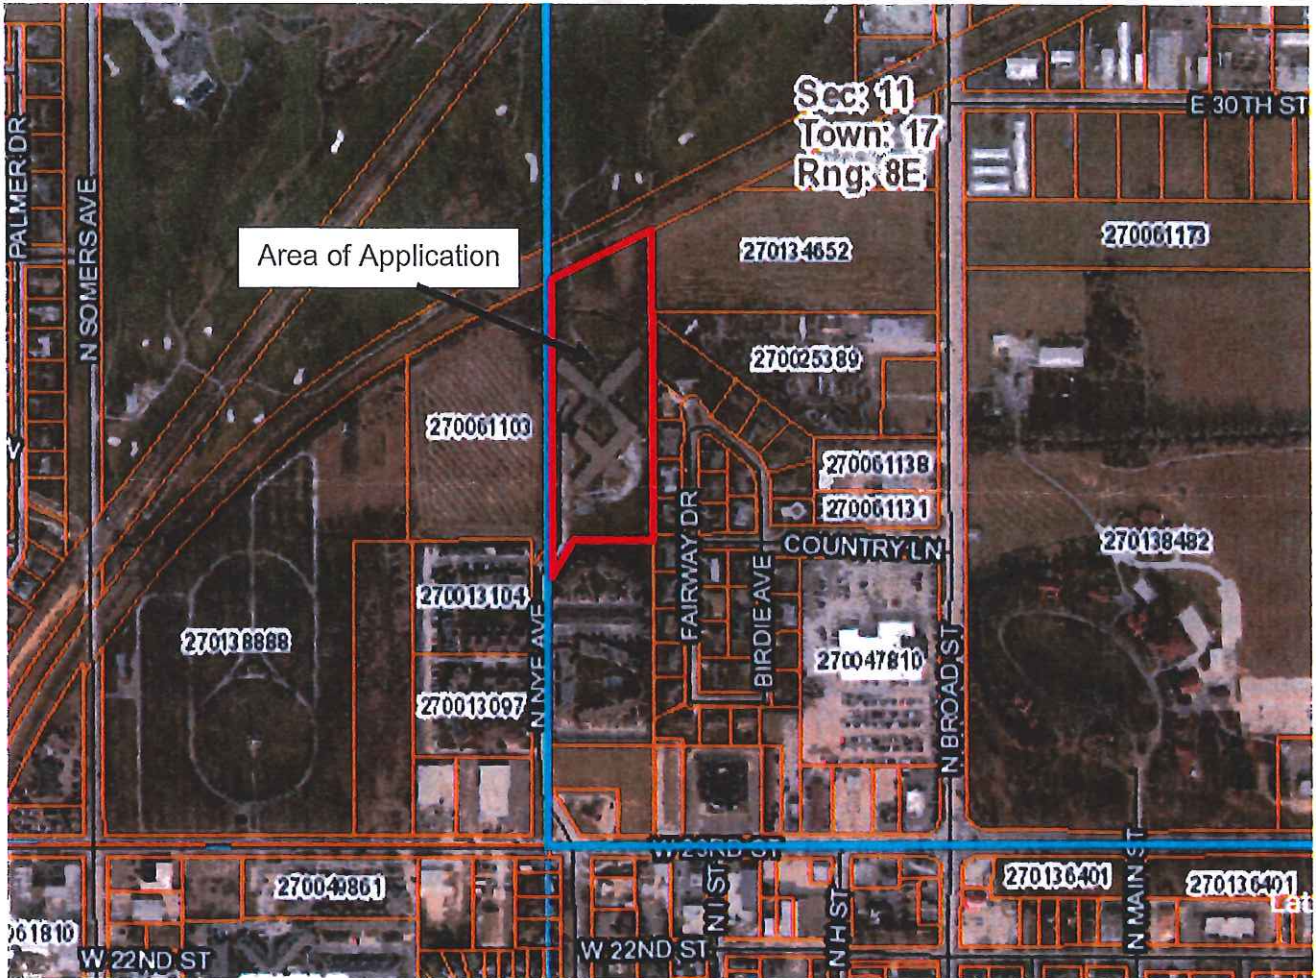 Sec: 11
Town: 17
Rng: 8E
E 30TH ST
PALMER DR
N SOMERS AVE
Area of Application
270134652
270061173
270025389
270061103
270061138
270061131
FAIRWAY DR
COUNTRY LN
270138482
270013104
BIRDIE AVE
N NYE AVE
270138888
270047810
270013097
N BROAD ST
W 23RD ST
N I ST
N H ST
N MAIN ST
270049861
270136401
270136401
Lat
061810
W 22ND ST
W 22ND ST